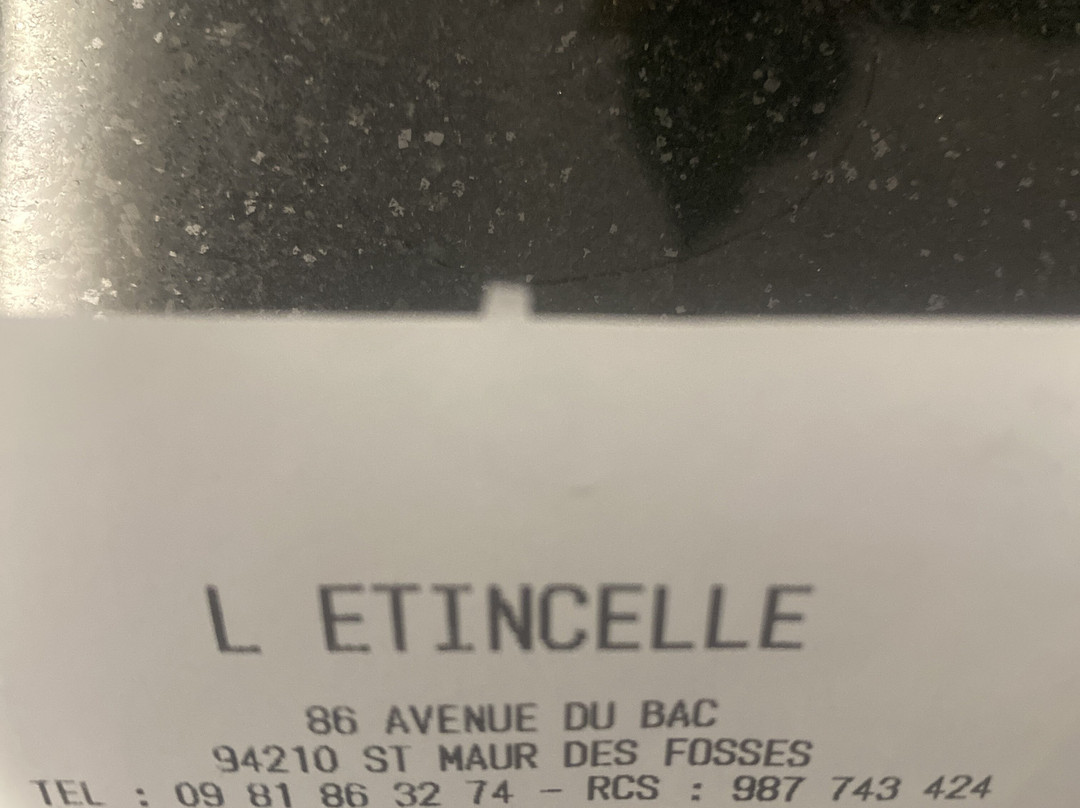 L ETINCELLE
86 AVENUE DU BAC
94210 ST MAUR DES FOSSES
TEL : 09 81 86 32 74 - RCS : 987 743 424